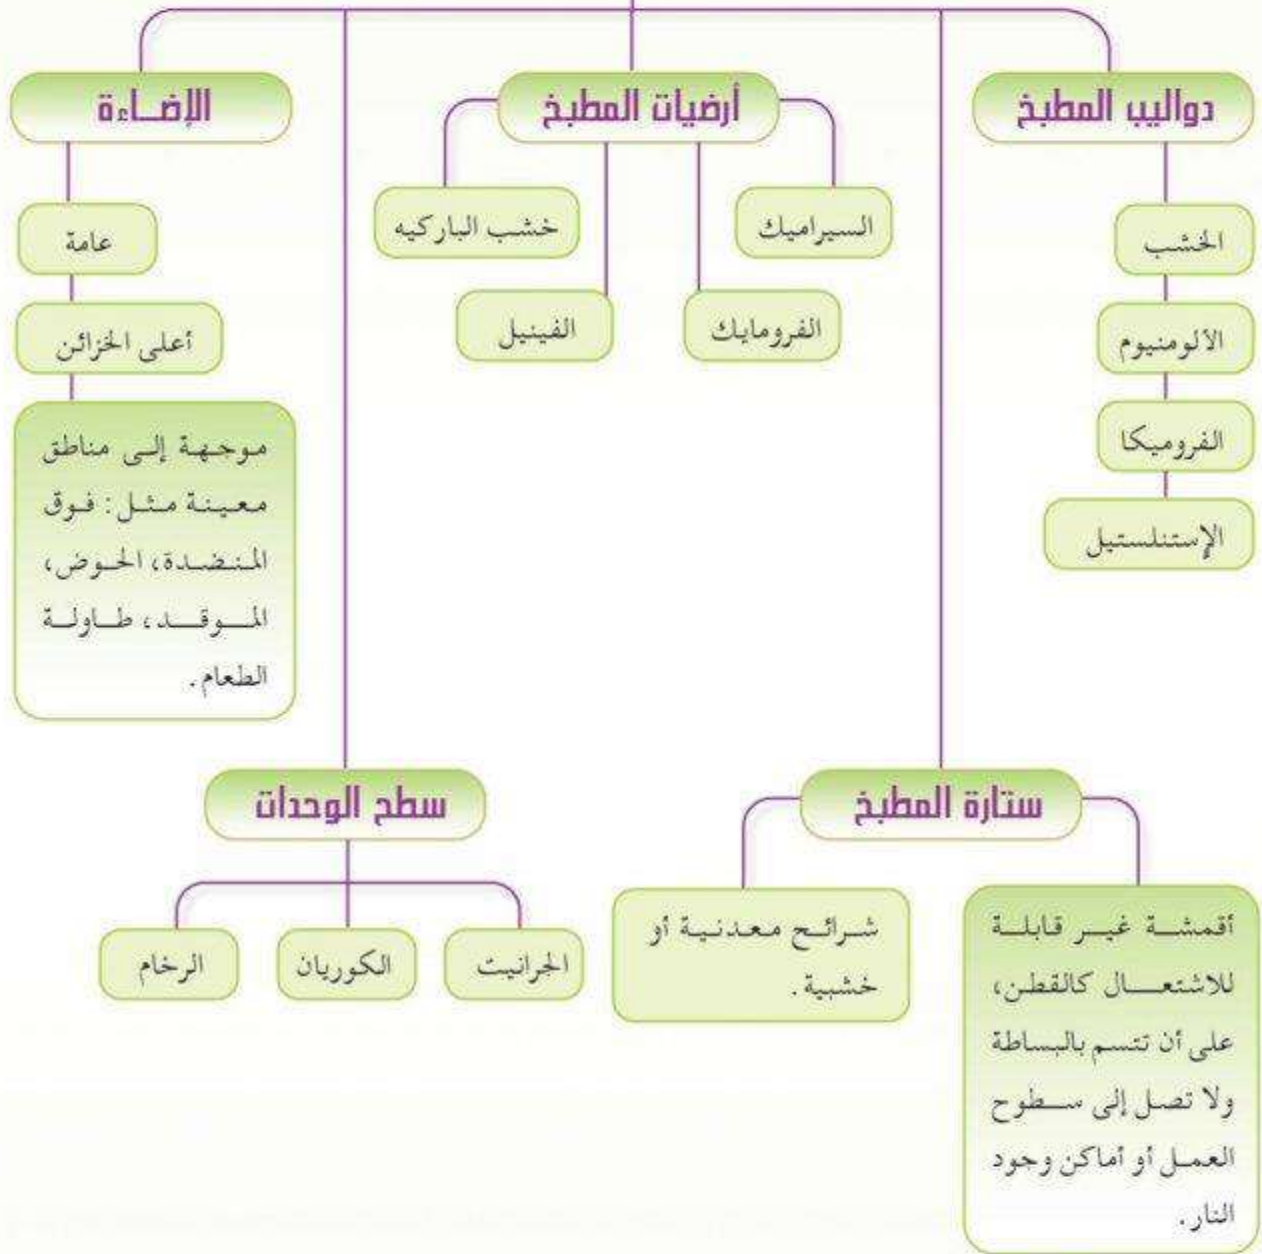 دواليب المطبخ
الخشب
الألومنيوم
الفروميكا
الإستنلستيل
أرضيات المطبخ
السيراميك
الفرومايك
الفينيل
خشب الباركيه
الإضاءة
عامة
أعلى الخزائن
موجهة إلى مناطق
معينة مثل: فوق
المنضدة، الحوض،
الموقد، طاولة
الطعام.
ستارة المطبخ
أقمشة غير قابلة
للاشتعال كالقطن،
على أن تتسم بالبساطة
ولا تصل إلى سطوح
العمل أو أماكن وجود
النار.
شرائح معدنية أو
خشبية.
سطح الوحدات
الجرانيت
الكوريان
الرخام